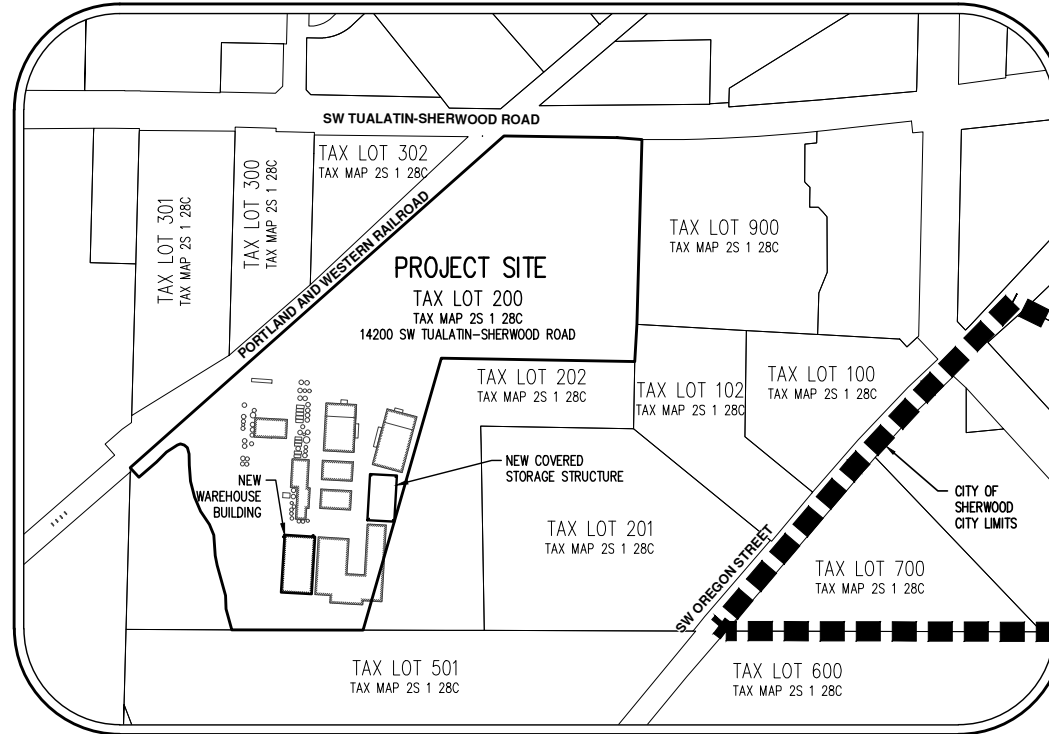 SW TUALATIN-SHERWOOD ROAD
TAX LOT 302
TAX MAP 2S 1 28C
TAX LOT 301
TAX MAP 2S 1 28C
TAX LOT 300
TAX MAP 2S 1 28C
PORTLAND AND WESTERN RAILROAD
TAX LOT 900
TAX MAP 2S 1 28C
PROJECT SITE
TAX LOT 200
TAX MAP 2S 1 28C
14200 SW TUALATIN-SHERWOOD ROAD
TAX LOT 202
TAX MAP 2S 1 28C
TAX LOT 102
TAX MAP 2S 1 28C
TAX LOT 100
TAX MAP 2S 1 28C
NEW COVERED
STORAGE STRUCTURE
NEW
WAREHOUSE
BUILDING
CITY OF
SHERWOOD
CITY LIMITS
TAX LOT 201
TAX MAP 2S 1 28C
SW OREGON STREET
TAX LOT 700
TAX MAP 2S 1 28C
TAX LOT 501
TAX MAP 2S 1 28C
TAX LOT 600
TAX MAP 2S 1 28C